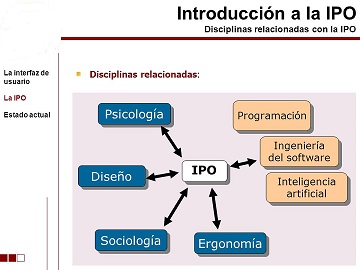 Introducción a la IPO
Disciplinas relacionadas con la IPO
La interfaz de
usuario
La IPO
Estado actual
Disciplinas relacionadas:
Psicología
Programación
Ingeniería
del software
Diseño
IPO
Inteligencia
artificial
Sociología
Ergonomía